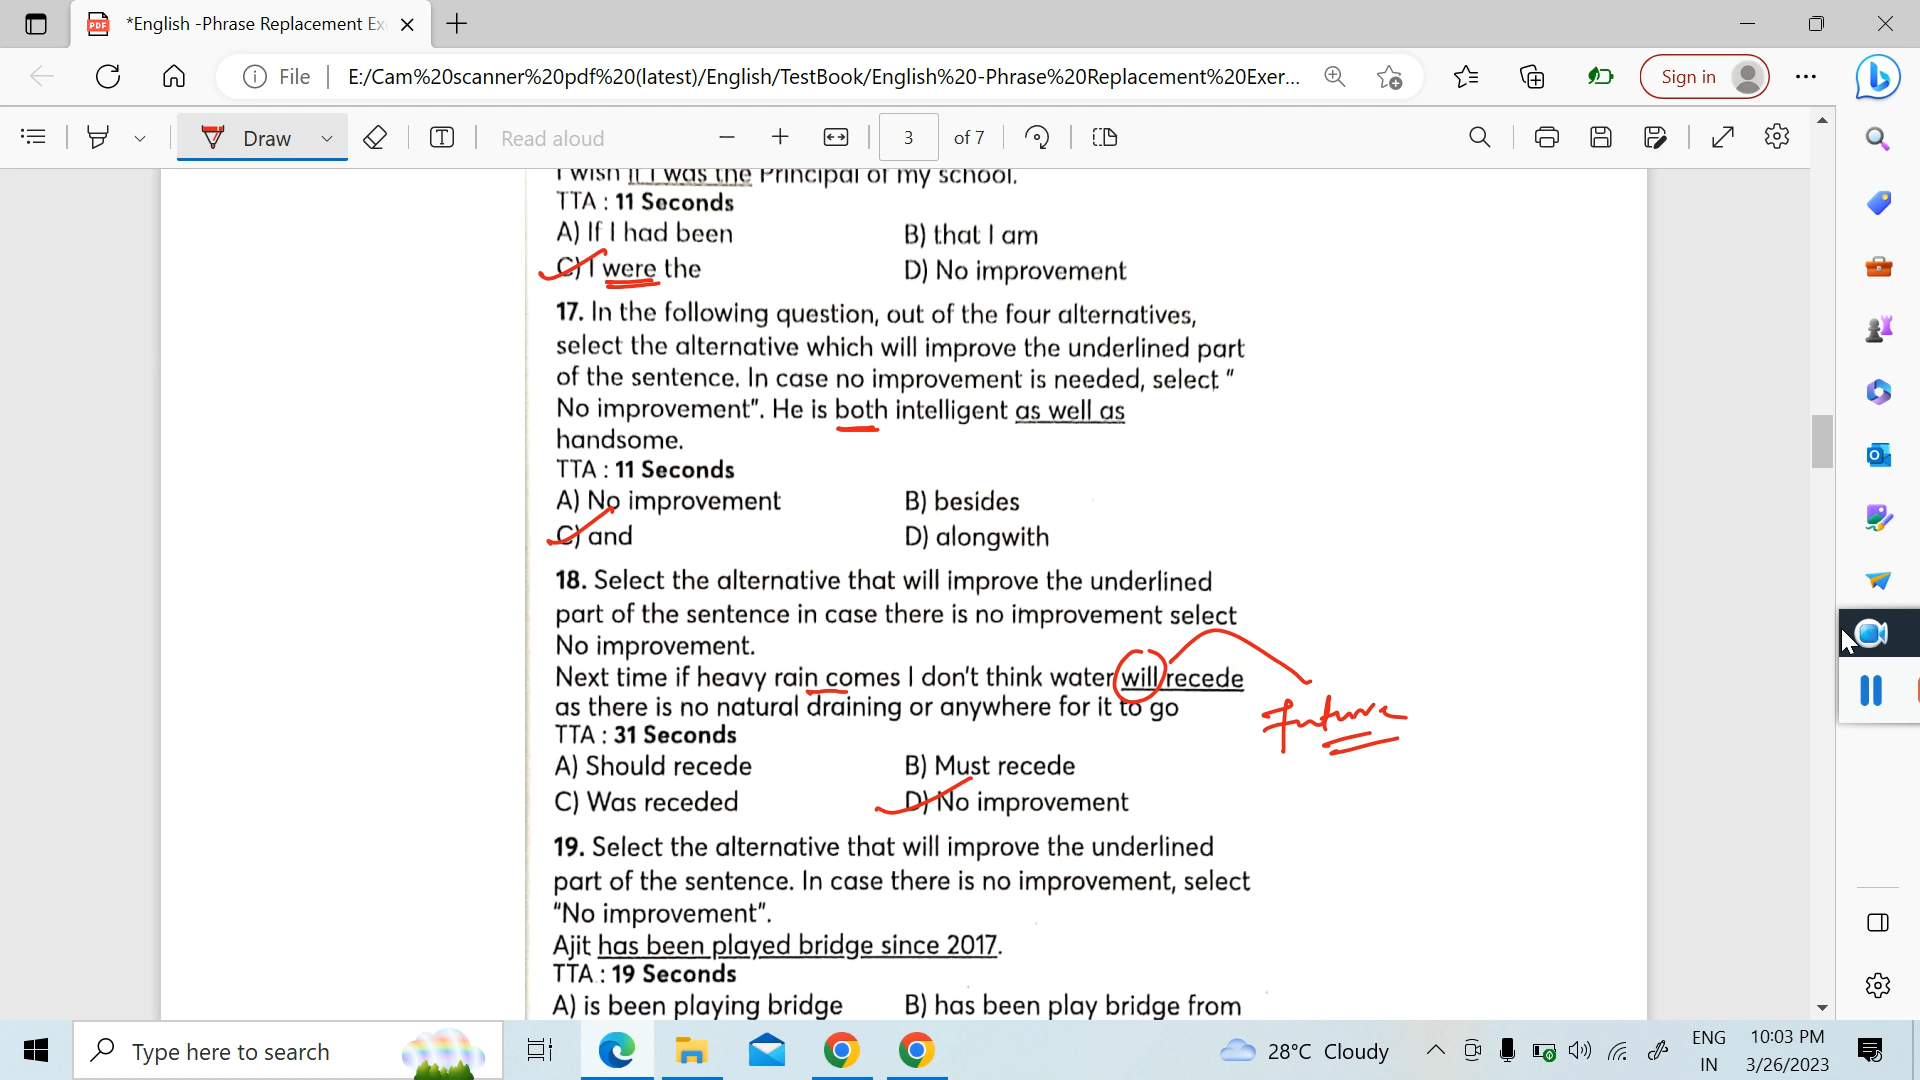 *English -Phrase Replacement Ex
File
E:/Cam%20scanner%20pdf%20(latest)/English/TestBook/English%20-Phrase%20Replacement%20Exer...
Sign in
Draw
Read aloud
3 of 7
I wish if I was the Principal of my school.
TTA : 11 Seconds
A) If I had been B) that I am
C) I were the D) No improvement
17. In the following question, out of the four alternatives,
select the alternative which will improve the underlined part
of the sentence. In case no improvement is needed, select "
No improvement". He is both intelligent as well as
handsome.
TTA : 11 Seconds
A) No improvement B) besides
C) and D) alongwith
18. Select the alternative that will improve the underlined
part of the sentence in case there is no improvement select
No improvement.
Next time if heavy rain comes I don't think water will recede
as there is no natural draining or anywhere for it to go
Future
TTA : 31 Seconds
A) Should recede B) Must recede
C) Was receded D) No improvement
19. Select the alternative that will improve the underlined
part of the sentence. In case there is no improvement, select
"No improvement".
Ajit has been played bridge since 2017.
TTA : 19 Seconds
A) is been playing bridge B) has been play bridge from
Type here to search
28°C Cloudy
ENG
IN
10:03 PM
3/26/2023